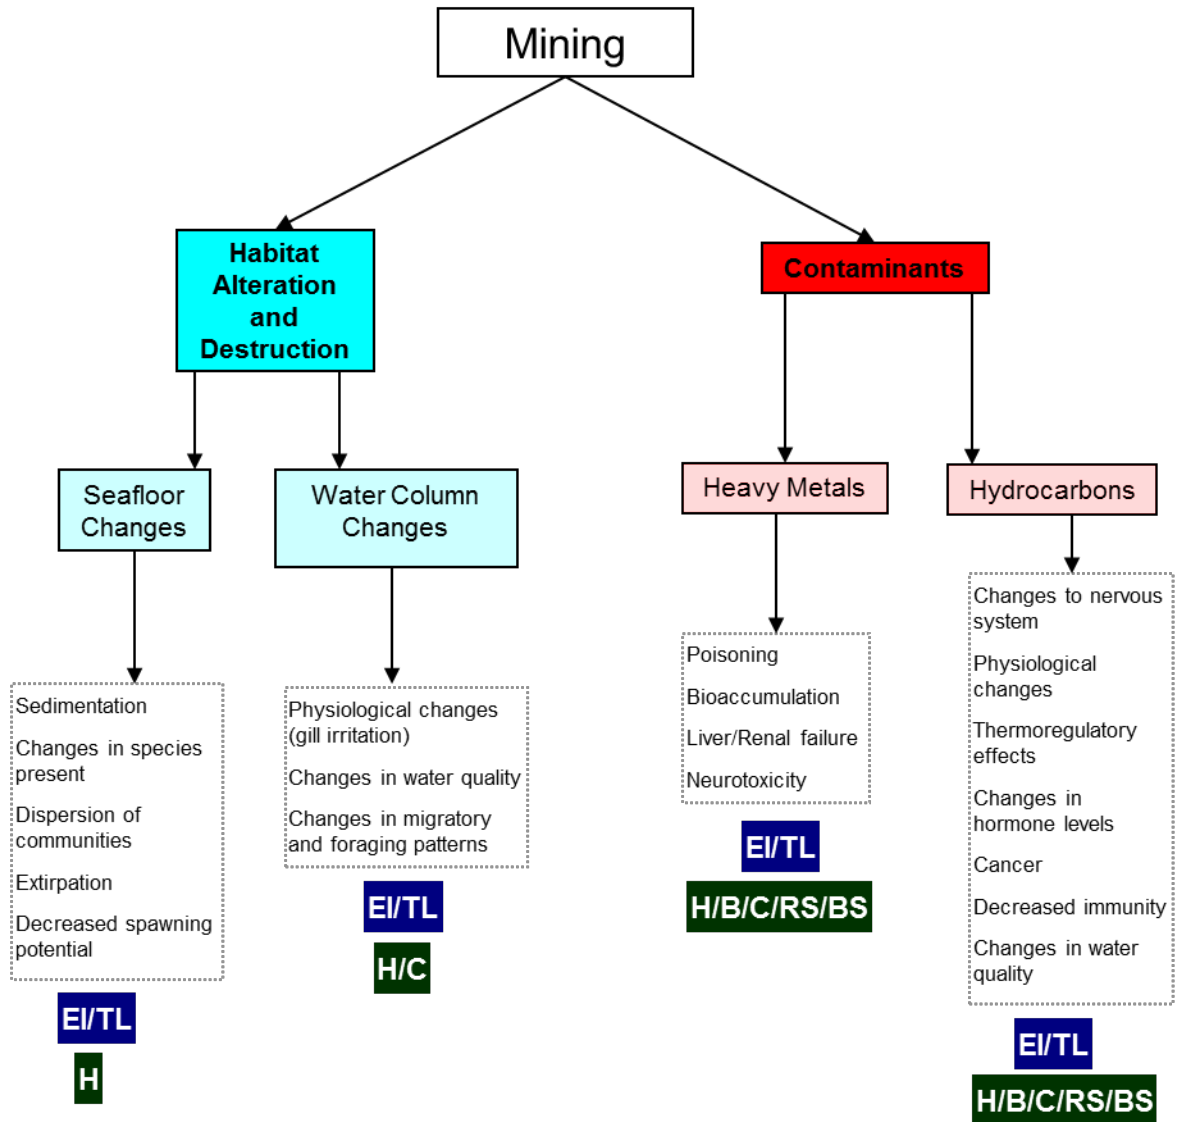 Mining
Habitat
Alteration
and
Destruction
Contaminants
Seafloor
Changes
Water Column
Changes
Heavy Metals
Hydrocarbons
Sedimentation
Changes in species
present
Dispersion of
communities
Extirpation
Decreased spawning
potential
EI/TL
H
Physiological changes
(gill irritation)
Changes in water quality
Changes in migratory
and foraging patterns
EI/TL
H/C
Poisoning
Bioaccumulation
Liver/Renal failure
Neurotoxicity
EI/TL
H/B/C/RS/BS
Changes to nervous
system
Physiological
changes
Thermoregulatory
effects
Changes in
hormone levels
Cancer
Decreased immunity
Changes in water
quality
EI/TL
H/B/C/RS/BS